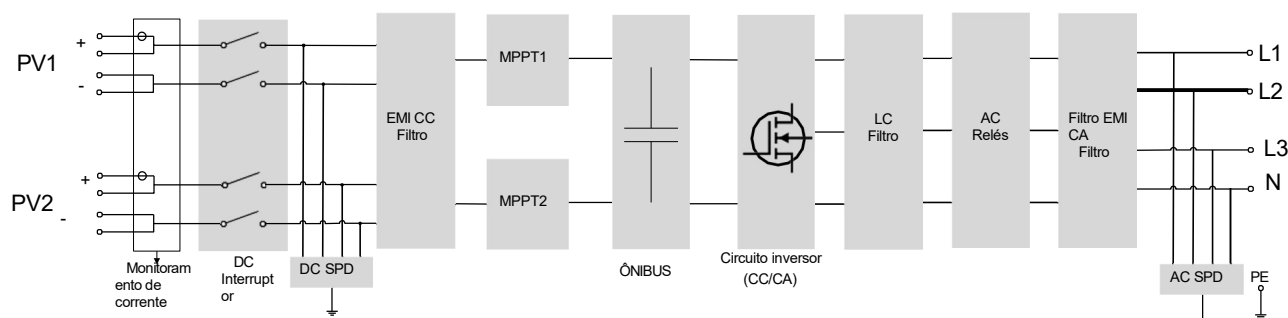 PV1
+
-
PV2
+
-
Monitoram
ento de
corrente
DC
Interrupt
or
DC SPD
EMI CC
Filtro
MPPT1
MPPT2
ÔNIBUS
Circuito inversor
(CC/CA)
LC
Filtro
AC
Relés
Filtro EMI
CA
Filtro
L1
L2
L3
N
AC SPD
PE